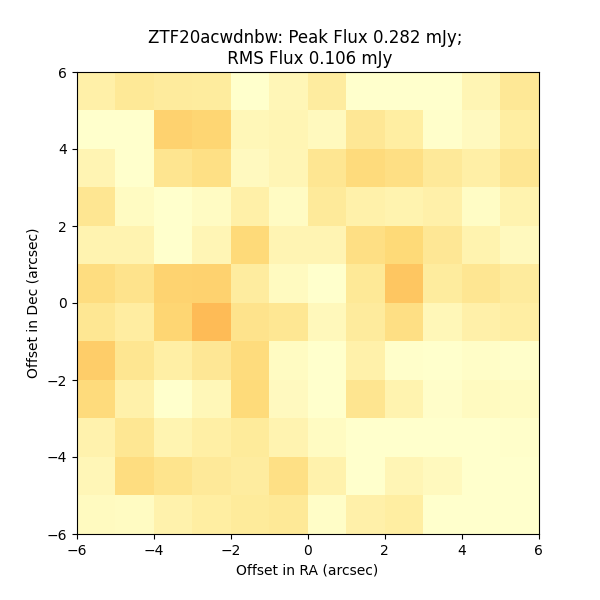 ZTF20acwdnbw: Peak Flux 0.282 mJy;
RMS Flux 0.106 mJy
6
4
2
0
−2
−4
−6
Offset in Dec (arcsec)
−6 −4 −2 0 2 4 6
Offset in RA (arcsec)